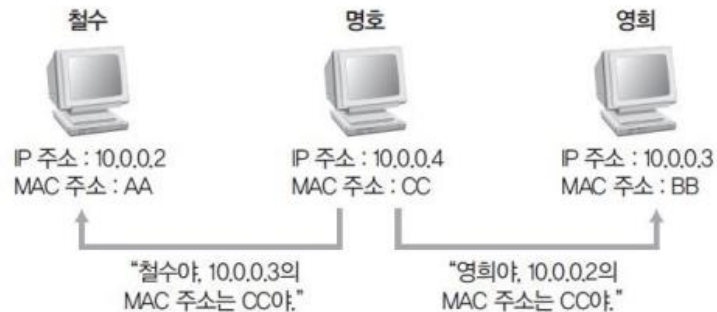 철수
명호
영희
IP 주소 : 10.0.0.2
MAC 주소 : AA
IP 주소 : 10.0.0.4
MAC 주소 : CC
IP 주소 : 10.0.0.3
MAC 주소 : BB
“철수야, 10.0.0.3의
MAC 주소는 CC야.”
“영희야, 10.0.0.2의
MAC 주소는 CC야.”